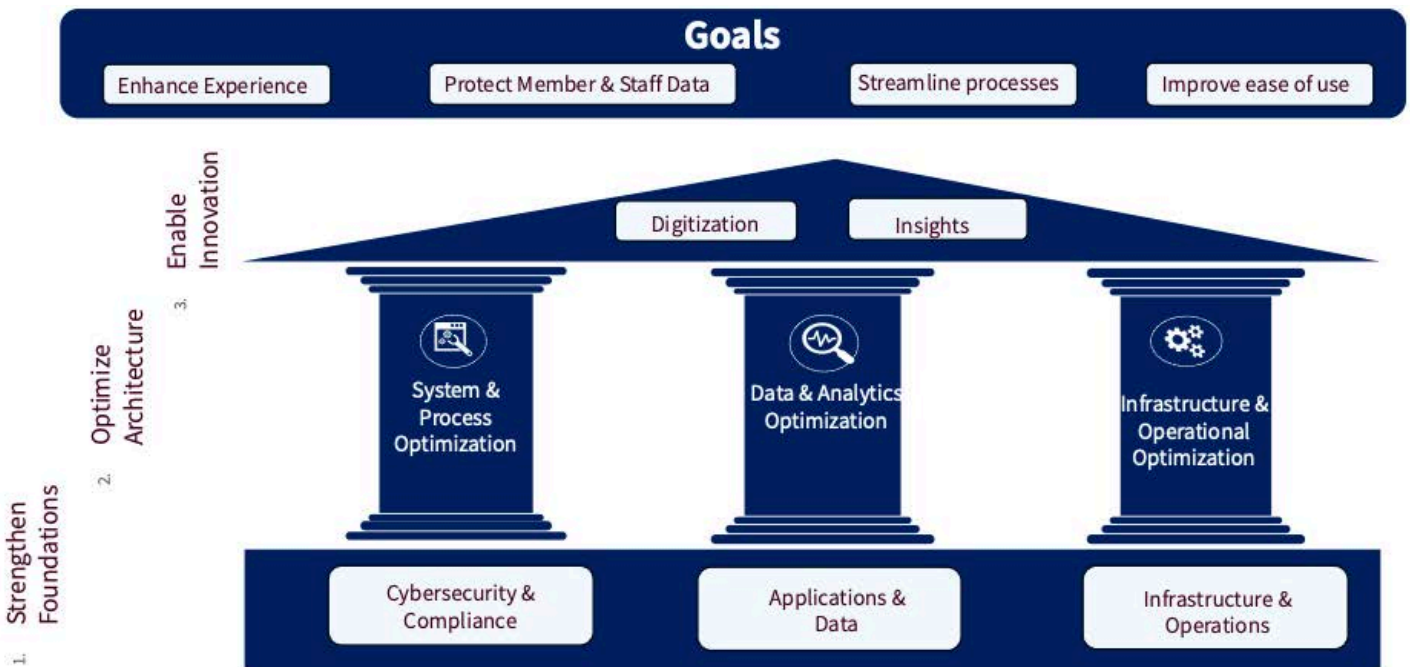 Goals
Enhance Experience
Protect Member & Staff Data
Streamline processes
Improve ease of use
3. Enable
Innovation
Digitization
Insights
2. Optimize
Architecture
System &
Process
Optimization
Data & Analytics
Optimization
Infrastructure &
Operational
Optimization
1. Strengthen
Foundations
Cybersecurity &
Compliance
Applications &
Data
Infrastructure &
Operations